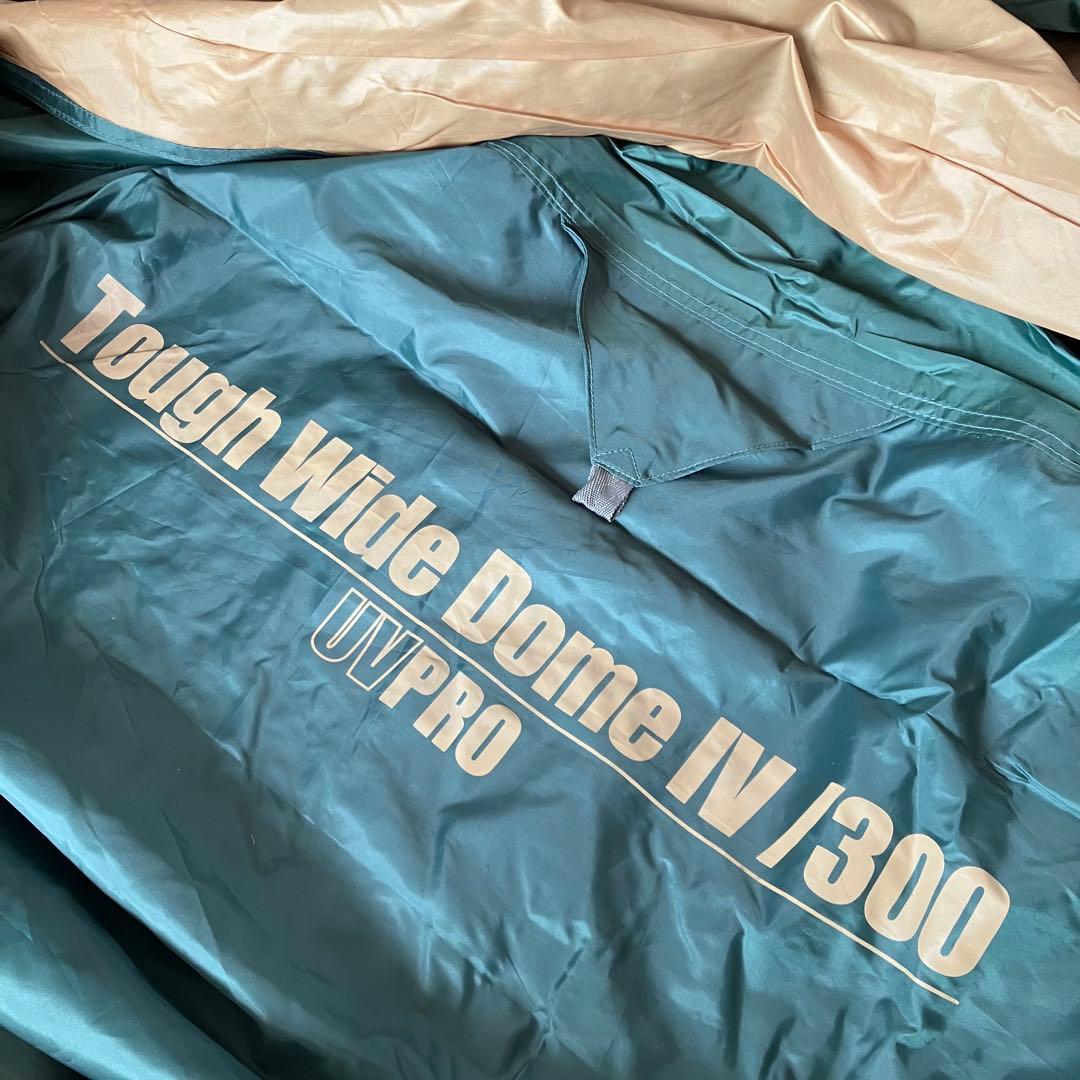 Tough Wide Dome IV /300
UVPRO